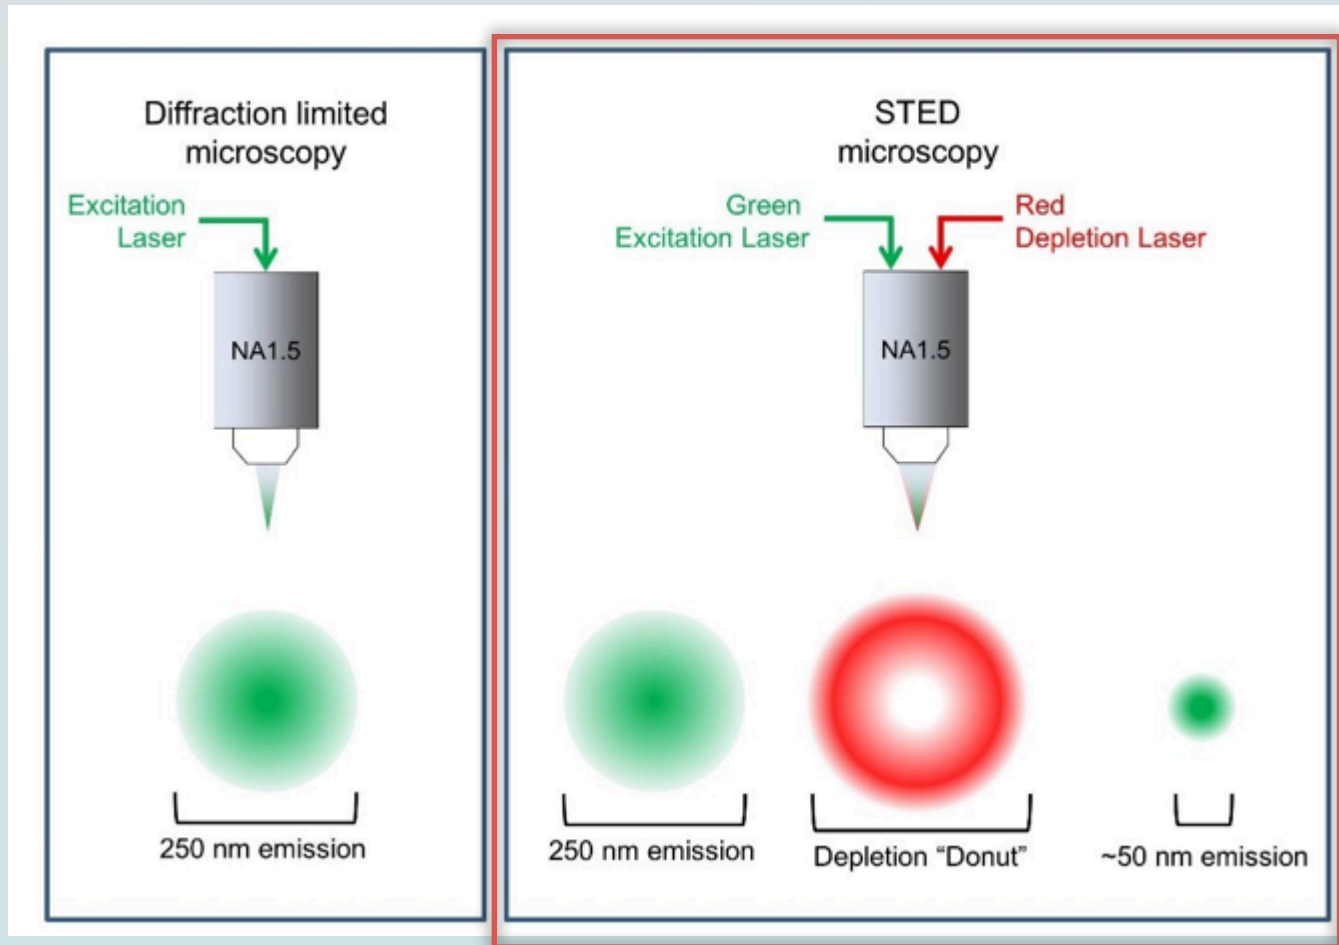 Diffraction limited
microscopy
Excitation
Laser
NA1.5
250 nm emission
STED
microscopy
Green
Excitation Laser
Red
Depletion Laser
NA1.5
250 nm emission
Depletion “Donut”
~50 nm emission